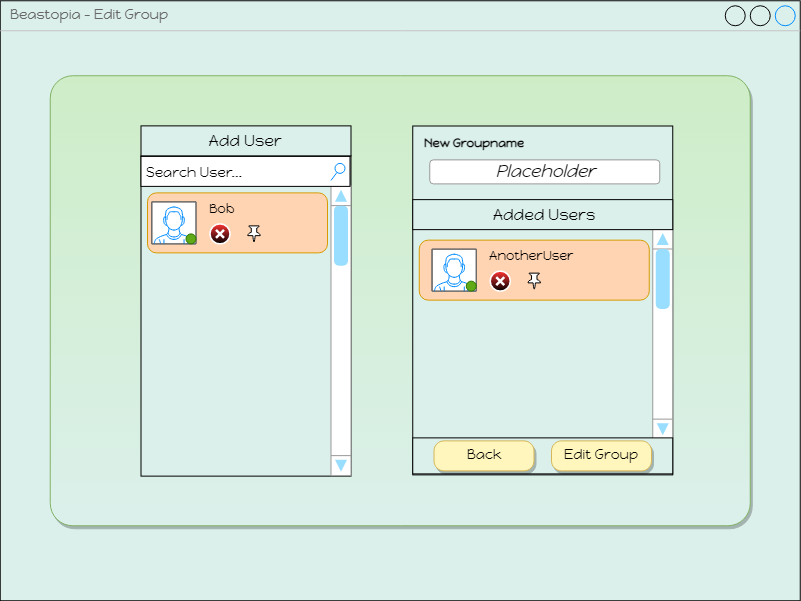 Beastopia - Edit Group
Add User
Search User...
Bob
New Groupname
Placeholder
Added Users
AnotherUser
Back
Edit Group